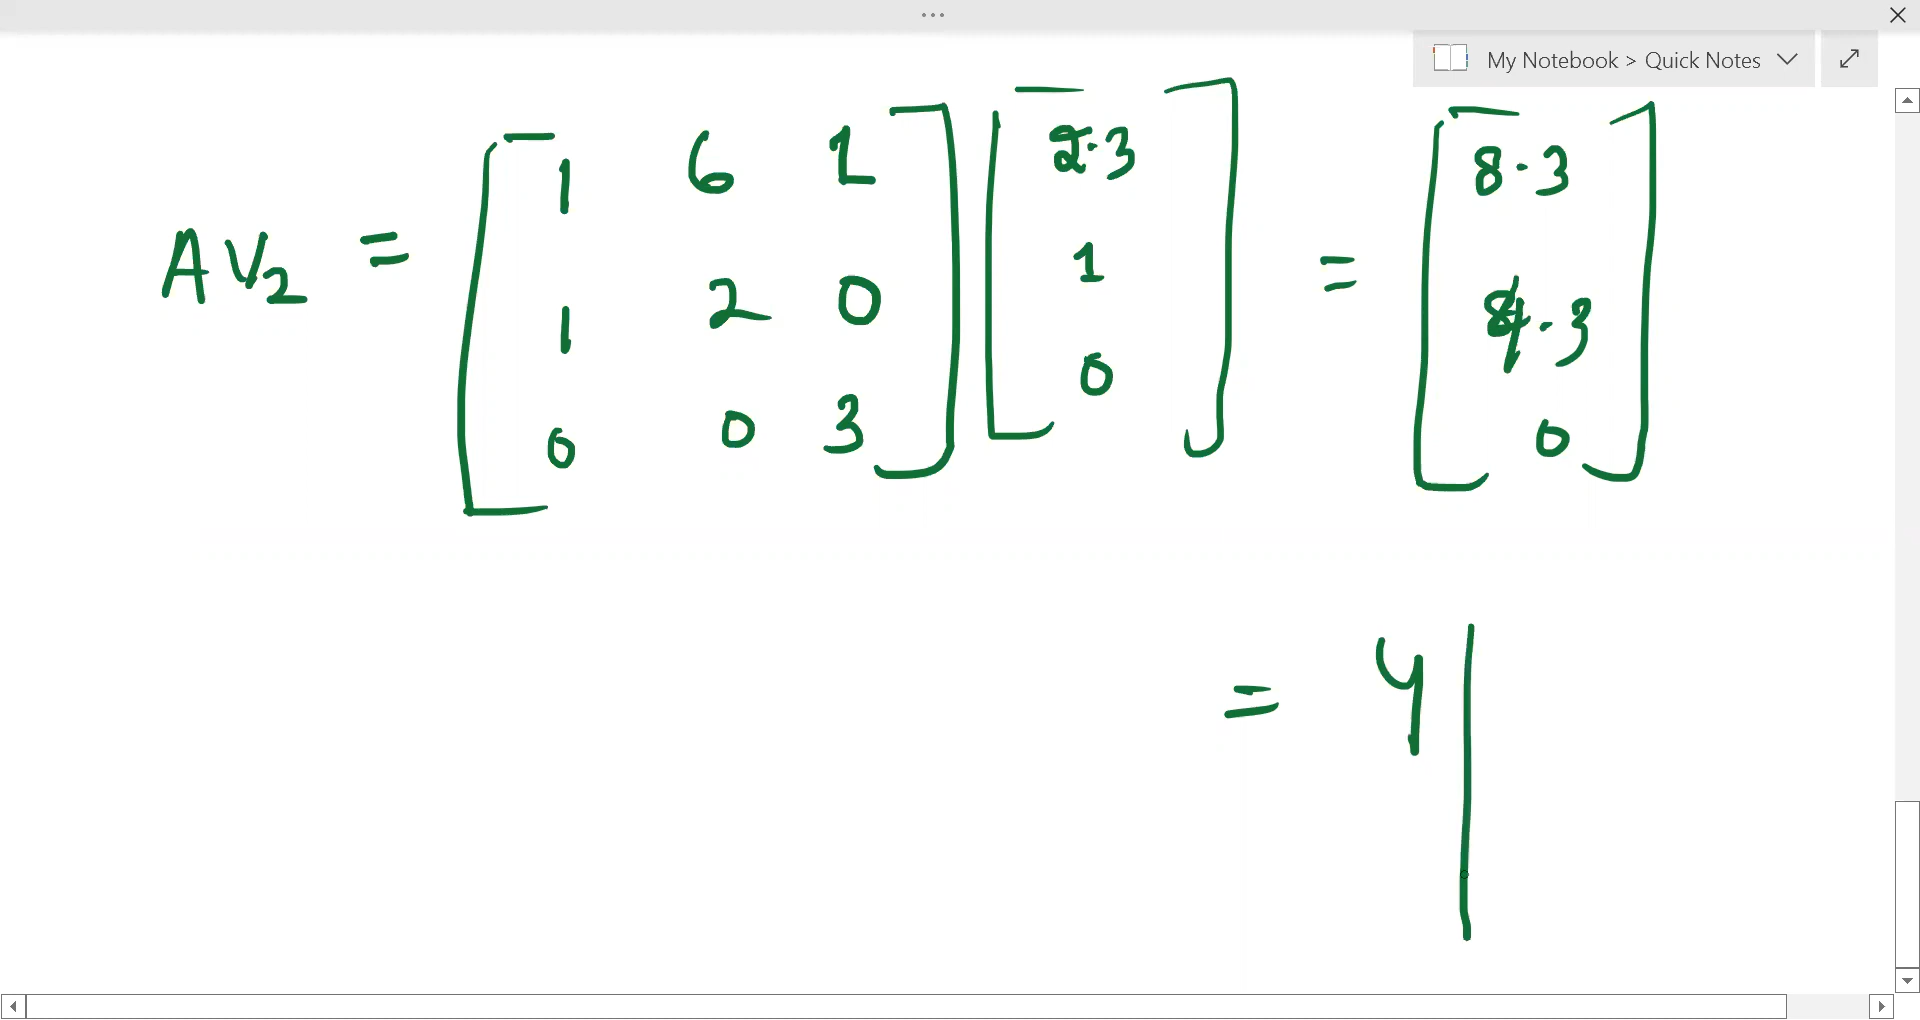 My Notebook > Quick Notes
AV₂ = [1 6 1; 1 2 0; 0 0 3] [2·3; 1; 0] = [8·3; 4·3; 0]
= 4